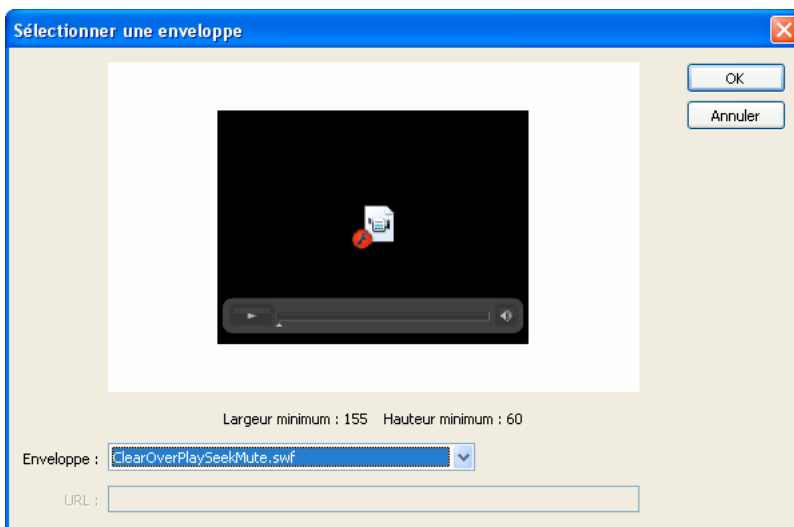 Sélectionner une enveloppe
OK
Annuler
Largeur minimum : 155 Hauteur minimum : 60
Enveloppe : ClearOverPlaySeekMute.swf
URL :